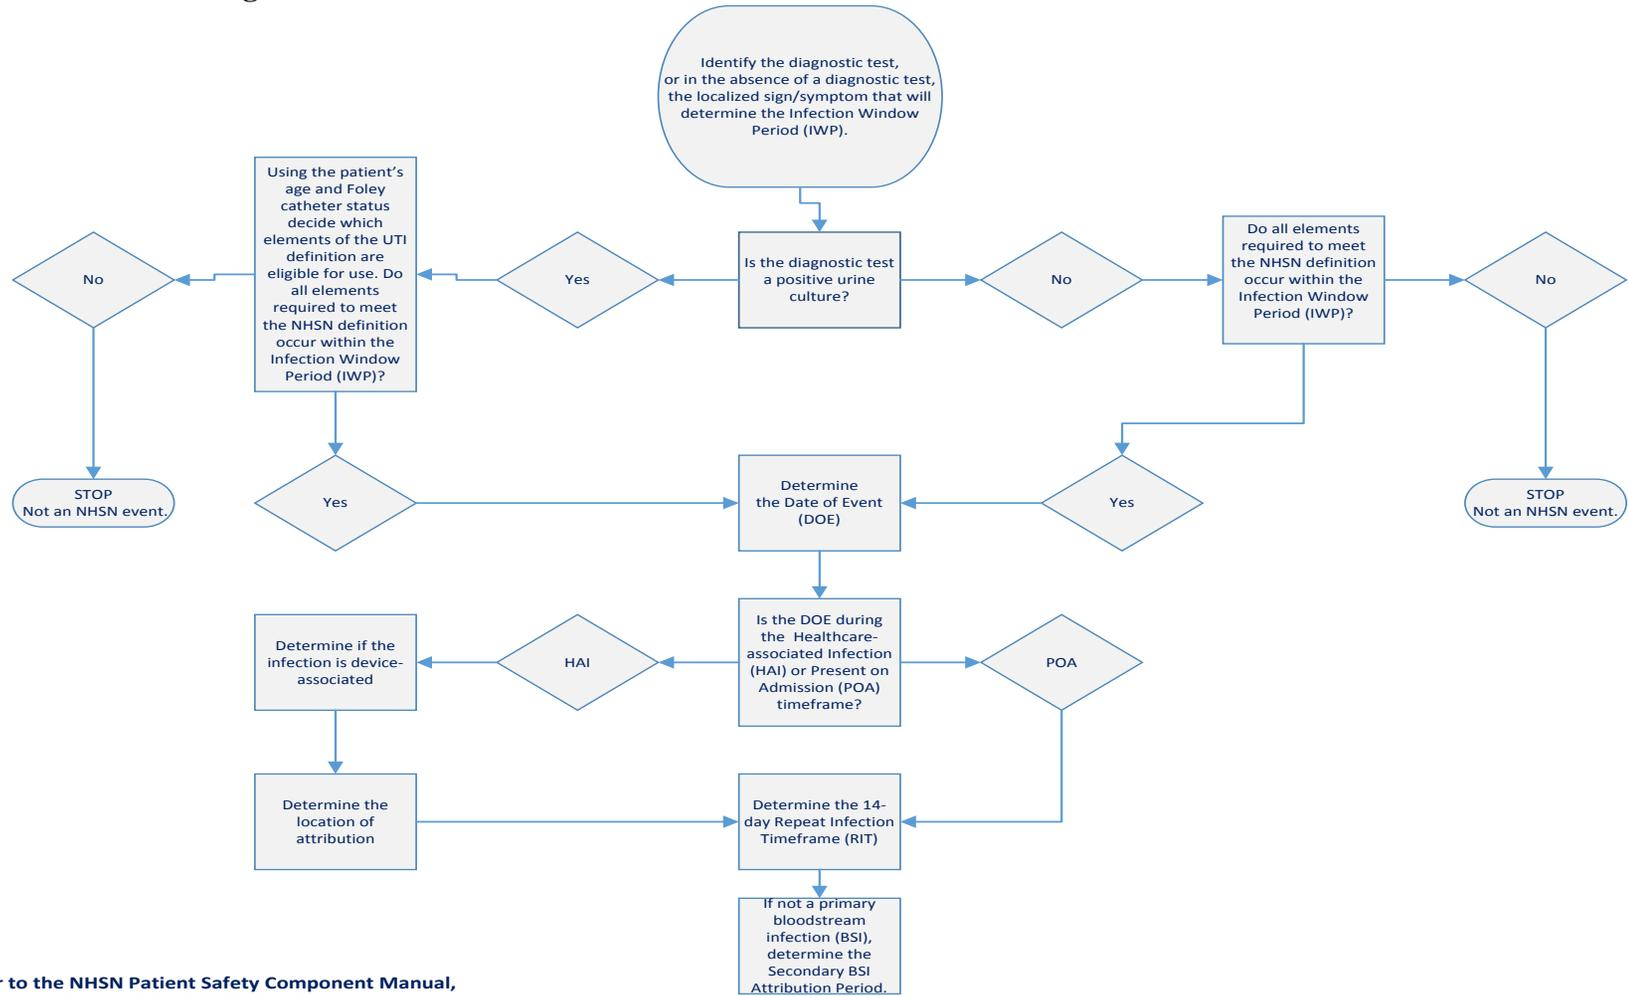 Identify the diagnostic test,
or in the absence of a diagnostic test,
the localized sign/symptom that will
determine the Infection Window
Period (IWP).
Using the patient's
age and Foley
catheter status
decide which
elements of the UTI
definition are
eligible for use. Do
all elements
required to meet
the NHSN definition
occur within the
Infection Window
Period (IWP)?
No
Yes
Is the diagnostic test
a positive urine
culture?
No
Do all elements
required to meet
the NHSN definition
occur within the
Infection Window
Period (IWP)?
No
STOP
Not an NHSN event.
Yes
Determine
the Date of Event
(DOE)
Yes
STOP
Not an NHSN event.
Determine if the
infection is device-
associated
HAI
Is the DOE during
the Healthcare-
associated Infection
(HAI) or Present on
Admission (POA)
timeframe?
POA
Determine the
location of
attribution
Determine the 14-
day Repeat Infection
Timeframe (RIT)
If not a primary
bloodstream
infection (BSI),
determine the
Secondary BSI
Attribution Period.
to the NHSN Patient Safety Component Manual,